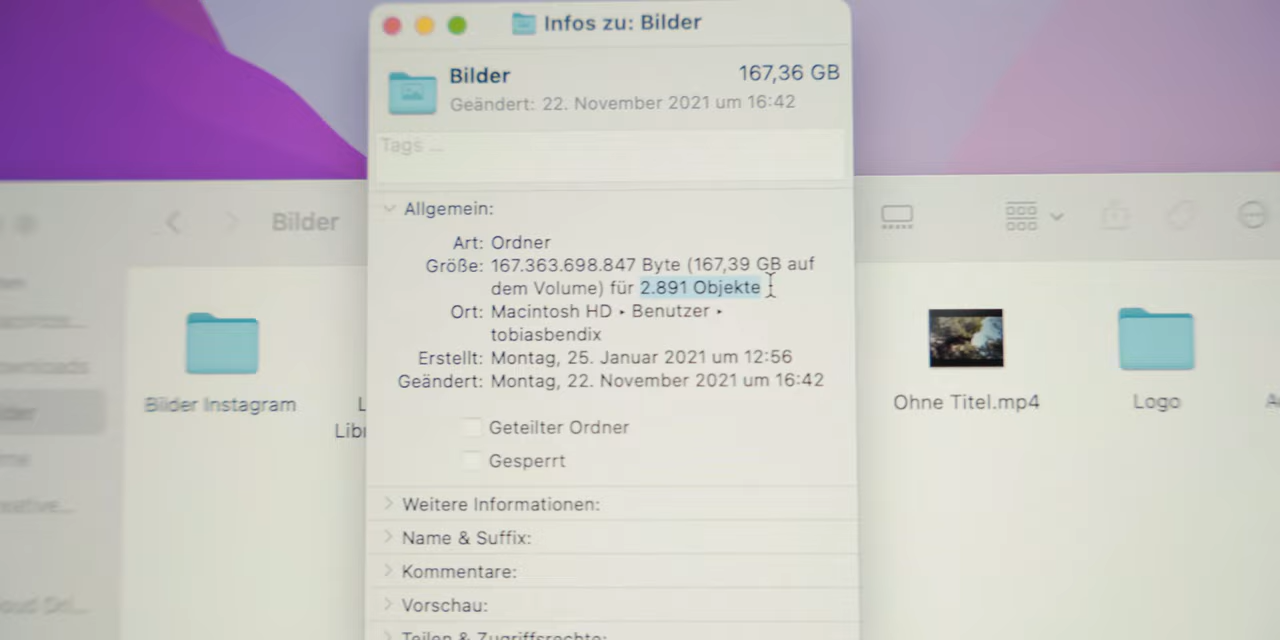 Infos zu: Bilder
Bilder
167,36 GB
Geändert: 22. November 2021 um 16:42
Tags ...
Bilder
Allgemein:
Art: Ordner
Größe: 167.363.698.847 Byte (167,39 GB auf
dem Volume) für 2.891 Objekte
Ort: Macintosh HD ▸ Benutzer ▸
tobiasbendix
Erstellt: Montag, 25. Januar 2021 um 12:56
Geändert: Montag, 22. November 2021 um 16:42
Bilder Instagram
Ohne Titel.mp4
Logo
Geteilter Ordner
Gesperrt
Weitere Informationen:
Name & Suffix:
Kommentare:
Vorschau:
Teilen & Zugriffsrechte: